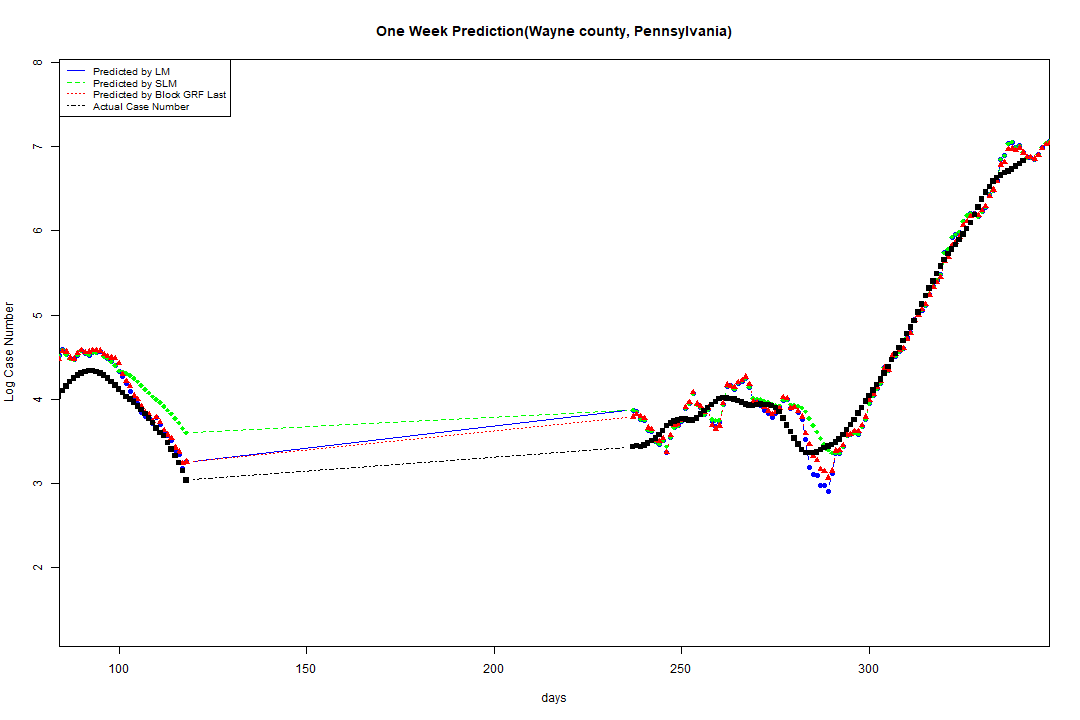 One Week Prediction(Wayne county, Pennsylvania)
Predicted by LM
Predicted by SLM
Predicted by Block GRF Last
Actual Case Number
8
7
6
5
4
3
2
Log Case Number
100 150 200 250 300
days